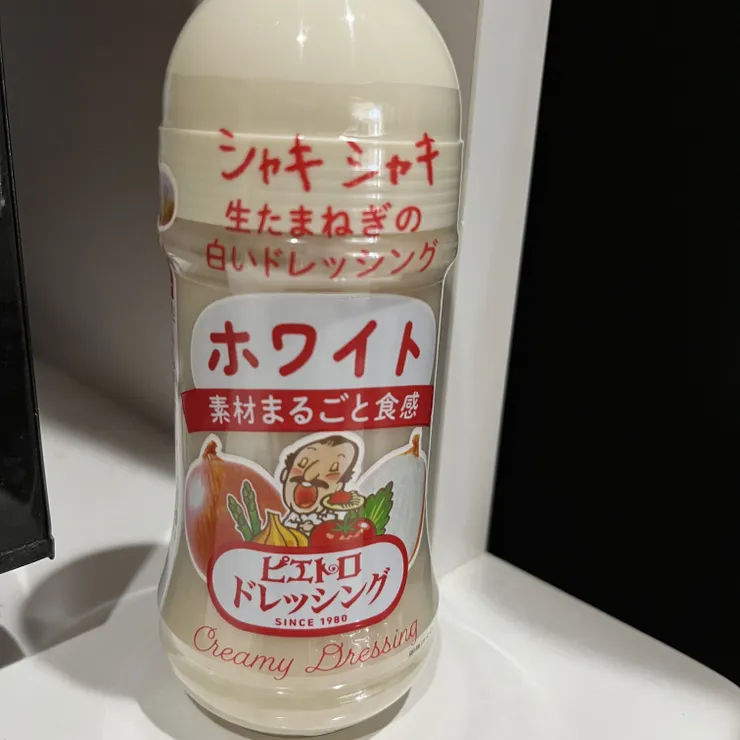 シャキシャキ
生たまねぎの
白いドレッシング
ホワイト
素材まるごと食感
ピエトロ
ドレッシング
SINCE 1980
Creamy Dressing